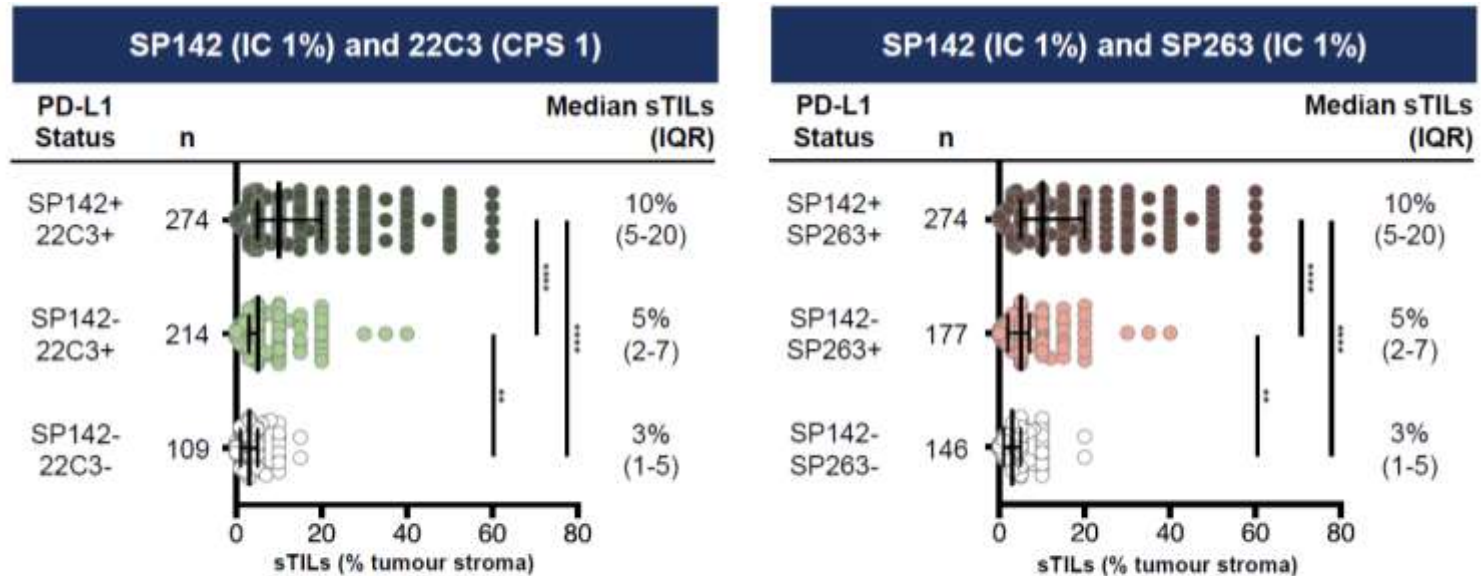 SP142 (IC 1%) and 22C3 (CPS 1)
PD-L1
Status
n
Median sTILs
(IQR)
SP142+
22C3+
274
10%
(5-20)
****
SP142-
22C3+
214
5%
(2-7)
****
**
SP142-
22C3-
109
3%
(1-5)
0 20 40 60 80
sTILs (% tumour stroma)
SP142 (IC 1%) and SP263 (IC 1%)
PD-L1
Status
n
Median sTILs
(IQR)
SP142+
SP263+
274
10%
(5-20)
****
SP142-
SP263+
177
5%
(2-7)
****
**
SP142-
SP263-
146
3%
(1-5)
0 20 40 60 80
sTILs (% tumour stroma)